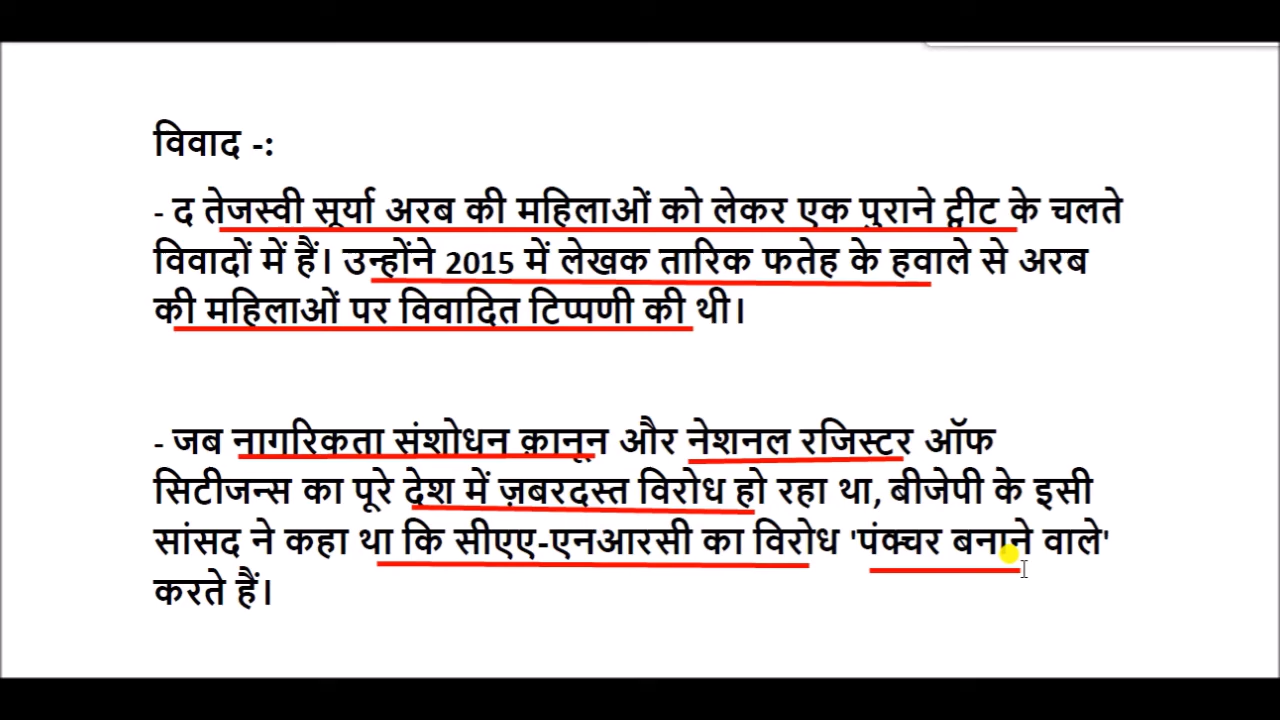 विवाद -:
- द तेजस्वी सूर्या अरब की महिलाओं को लेकर एक पुराने ट्वीट के चलते
विवादों में हैं। उन्होंने 2015 में लेखक तारिक फतेह के हवाले से अरब
की महिलाओं पर विवादित टिप्पणी की थी।
- जब नागरिकता संशोधन क़ानून और नेशनल रजिस्टर ऑफ
सिटीजन्स का पूरे देश में ज़बरदस्त विरोध हो रहा था, बीजेपी के इसी
सांसद ने कहा था कि सीएए-एनआरसी का विरोध 'पंक्चर बनाने वाले'
करते हैं।